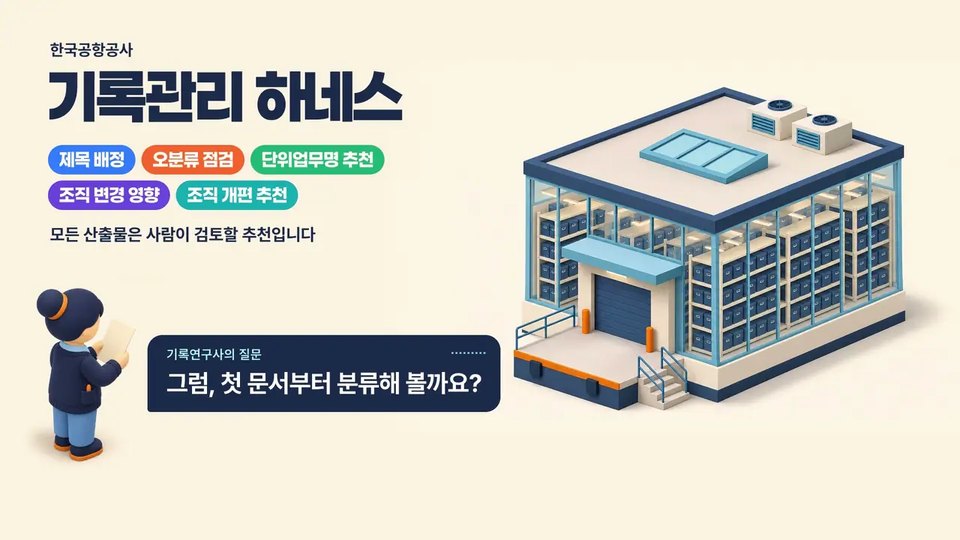 한국공항공사
기록관리 하네스
제목 배정 오분류 점검 단위업무명 추천
조직 변경 영향 조직 개편 추천
모든 산출물은 사람이 검토할 추천입니다
기록연구사의 질문
그럼, 첫 문서부터 분류해 볼까요?